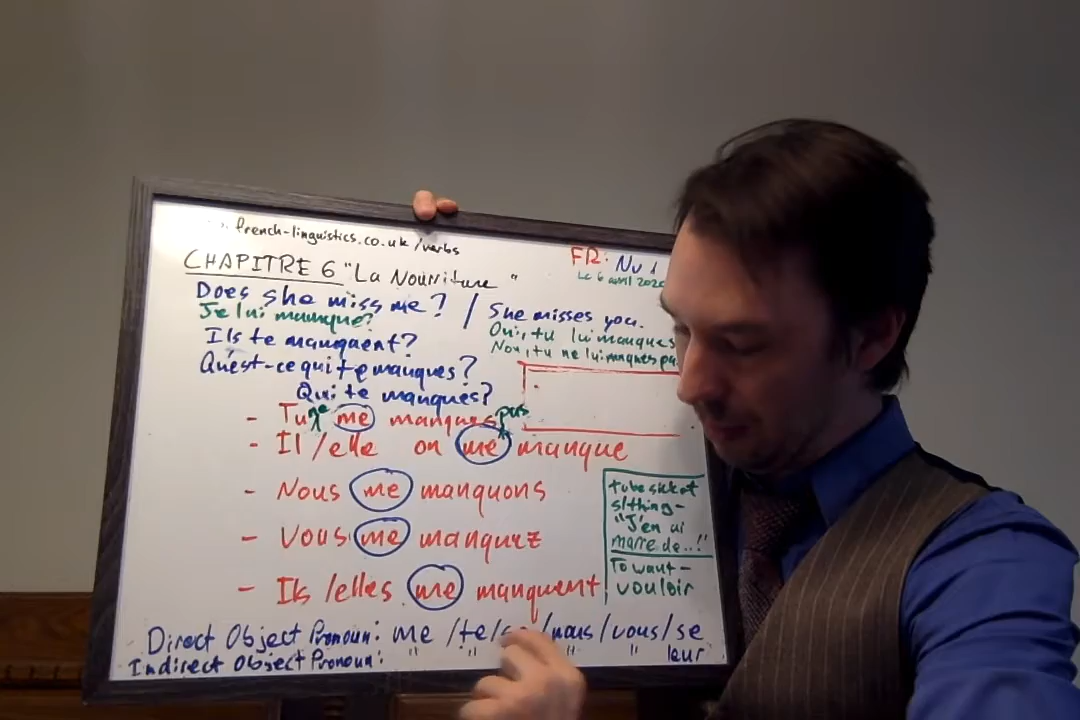 french-linguistics.co.uk/verbs
FR: Nv 1
Le 6 avril 2020
CHAPITRE 6 "La Nourriture"
Does she miss me? / She misses you.
Je lui manque?
Oui, tu lui manques
Non, tu ne lui manques pa
Ils te manquent?
Qu'est-ce qui te manques?
Qui te manques?
- Tu ne me manques pas
- Il /elle on me manque
- Nous me manquons
- Vous me manquez
- Ils /elles me manquent
to be sick of
s/thing-
"J'en ai
marre de..!"
To want-
vouloir
Direct Object Pronoun: me /te/se /nous/vous/se
Indirect Object Pronoun: " " " " leur